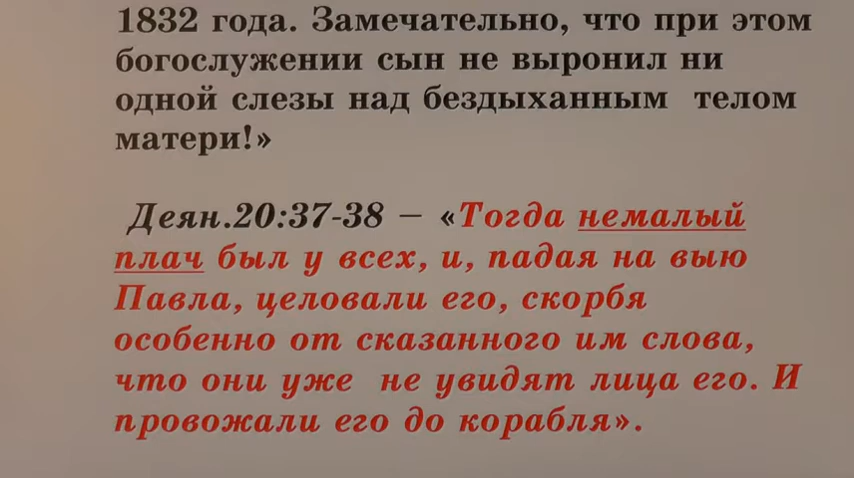 1832 года. Замечательно, что при этом
богослужении сын не выронил ни
одной слезы над бездыханным телом
матери!»
Деян.20:37-38 – «Тогда немалый
плач был у всех, и, падая на выю
Павла, целовали его, скорбя
особенно от сказанного им слова,
что они уже не увидят лица его. И
провожали его до корабля».